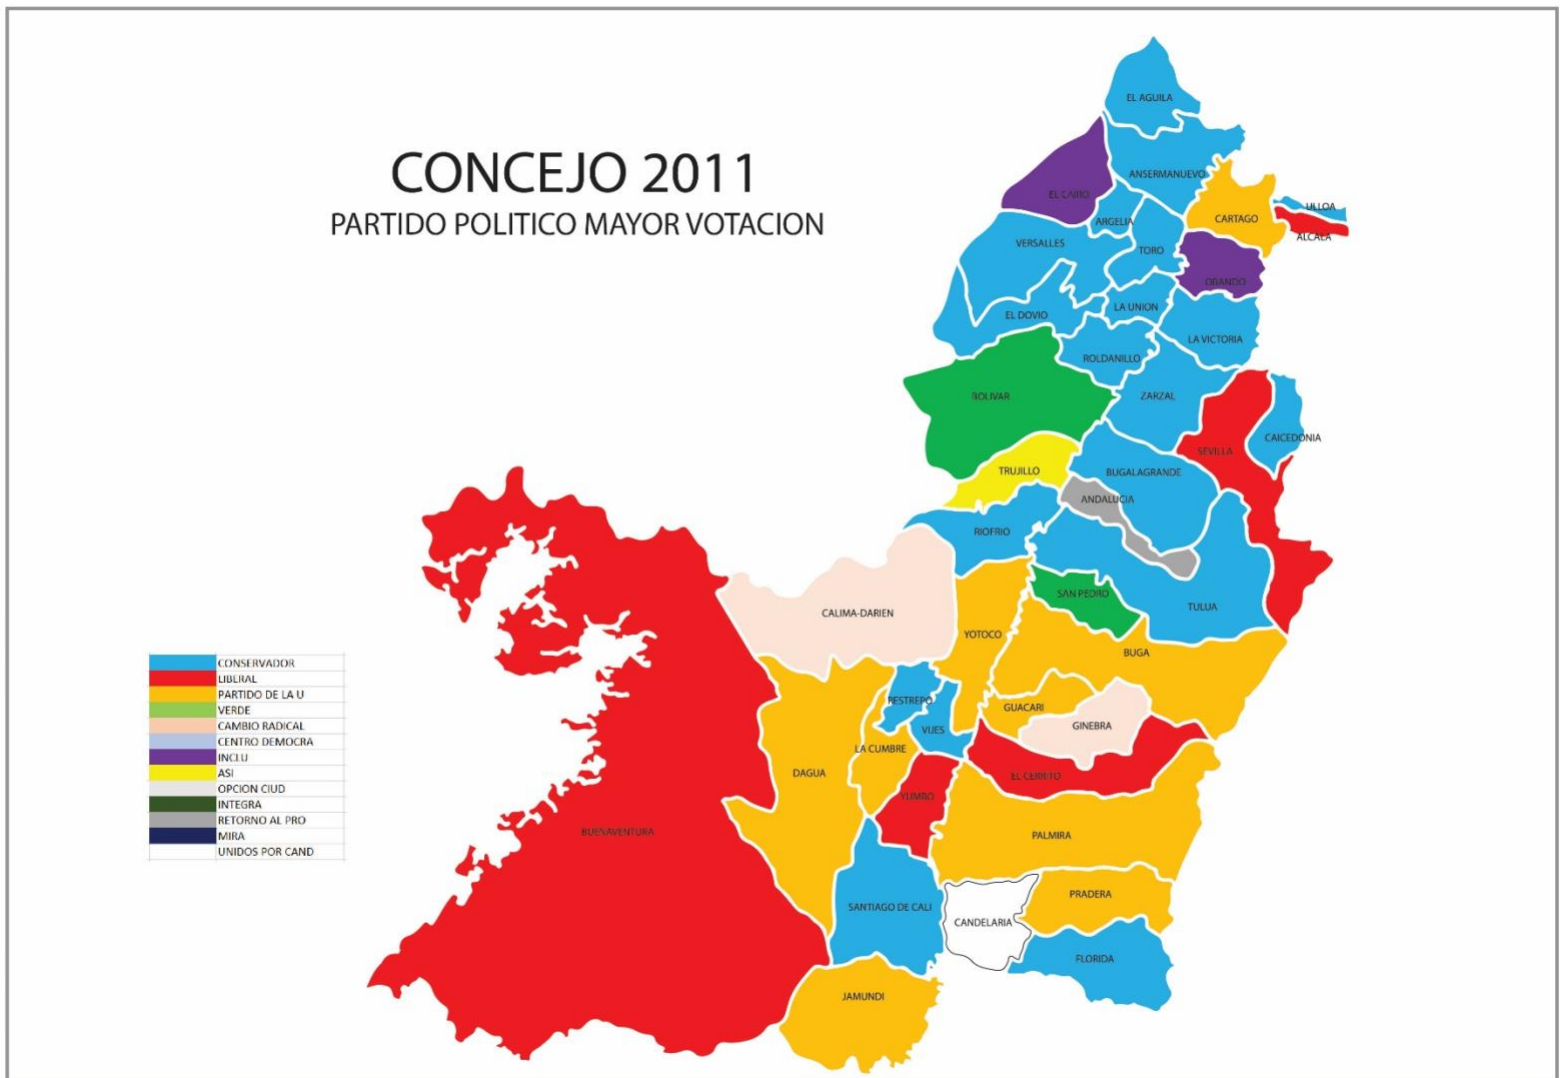 CONCEJO 2011
PARTIDO POLITICO MAYOR VOTACION
EL AGUILA
ANSERMANUEVO
EL CAIRO
ULLOA
CARTAGO
ARGELIA
ALCALA
VERSALLES
TORO
OBANDO
LA UNION
EL DOVIO
LA VICTORIA
ROLDANILLO
BOLIVAR
ZARZAL
CAICEDONIA
SEVILLA
TRUJILLO
BUGALAGRANDE
ANDALUCIA
RIOFRIO
SAN PEDRO
TULUA
CALIMA-DARIEN
YOTOCO
BUGA
RESTREPO
GUACARI
GINEBRA
VIJES
LA CUMBRE
DAGUA
EL CERRITO
YUMBO
BUENAVENTURA
PALMIRA
PRADERA
SANTIAGO DE CALI
CANDELARIA
FLORIDA
JAMUNDI
CONSERVADOR
LIBERAL
PARTIDO DE LA U
VERDE
CAMBIO RADICAL
CENTRO DEMOCRA
INCLU
ASI
OPCION CIUD
INTEGRA
RETORNO AL PRO
MIRA
UNIDOS POR CAND